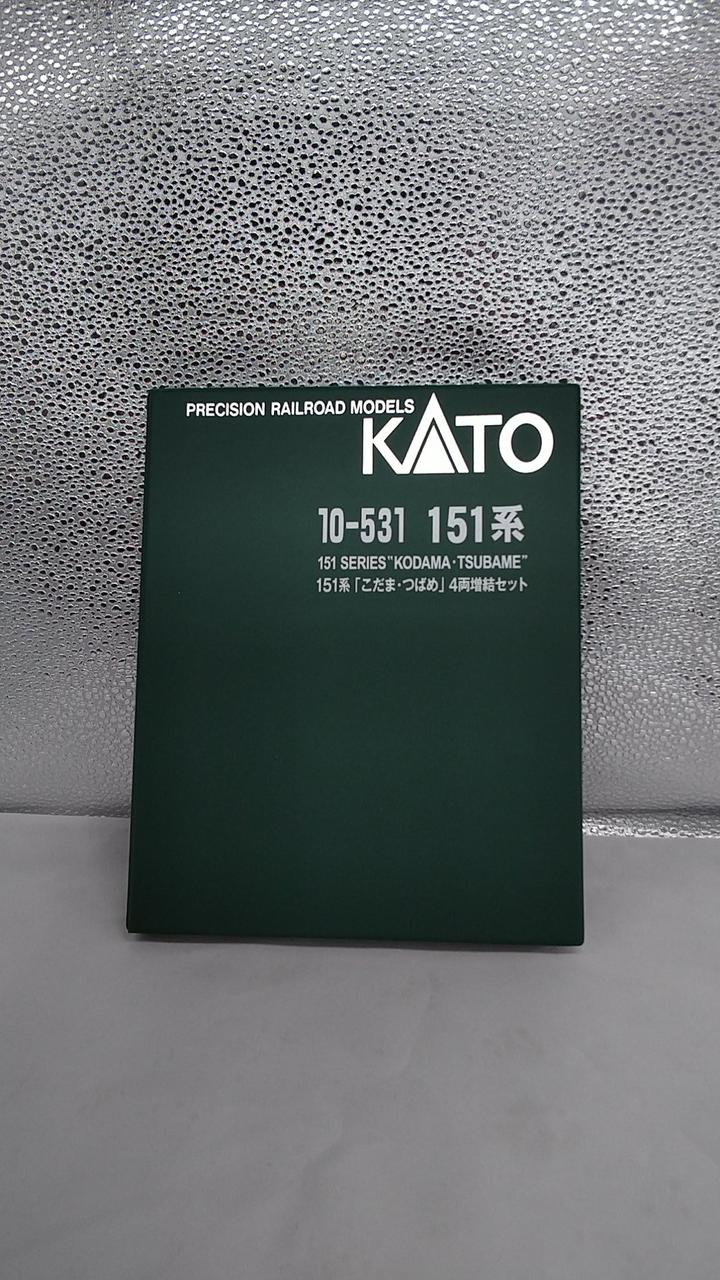 PRECISION RAILROAD MODELS
KATO
10-531 151系
151 SERIES "KODAMA・TSUBAME"
151系「こだま・つばめ」4両増結セット